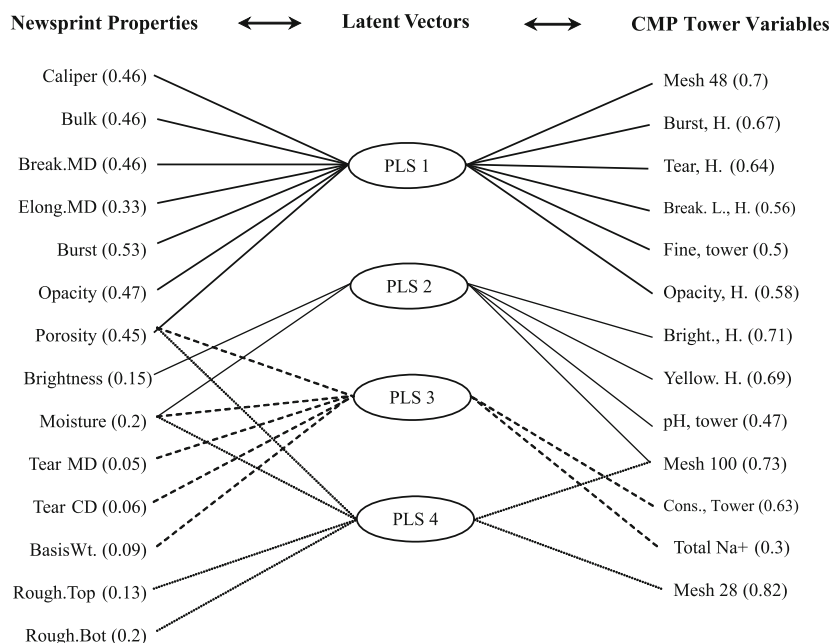 Newsprint Properties
Latent Vectors
CMP Tower Variables
Caliper (0.46)
Bulk (0.46)
Break.MD (0.46)
Elong.MD (0.33)
Burst (0.53)
Opacity (0.47)
Porosity (0.45)
Brightness (0.15)
Moisture (0.2)
Tear MD (0.05)
Tear CD (0.06)
BasisWt. (0.09)
Rough.Top (0.13)
Rough.Bot (0.2)
PLS 1
PLS 2
PLS 3
PLS 4
Mesh 48 (0.7)
Burst, H. (0.67)
Tear, H. (0.64)
Break. L., H. (0.56)
Fine, tower (0.5)
Opacity, H. (0.58)
Bright., H. (0.71)
Yellow. H. (0.69)
pH, tower (0.47)
Mesh 100 (0.73)
Cons., Tower (0.63)
Total Na+ (0.3)
Mesh 28 (0.82)